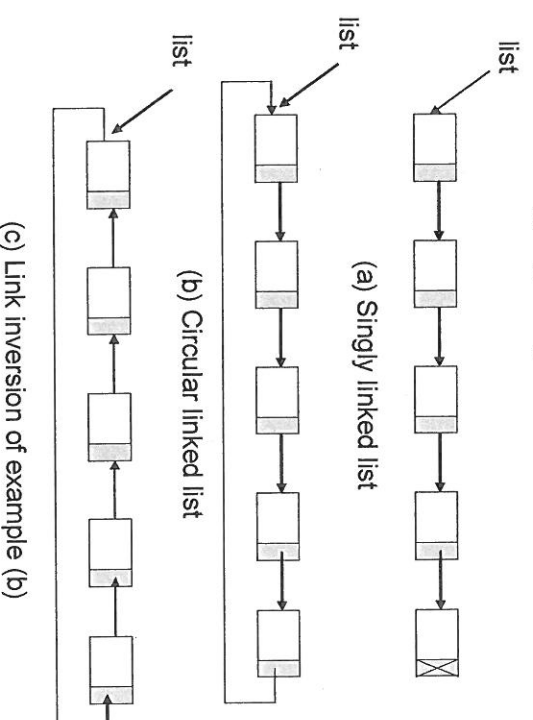 list
(a) Singly linked list
list
(b) Circular linked list
list
(c) Link inversion of example (b)